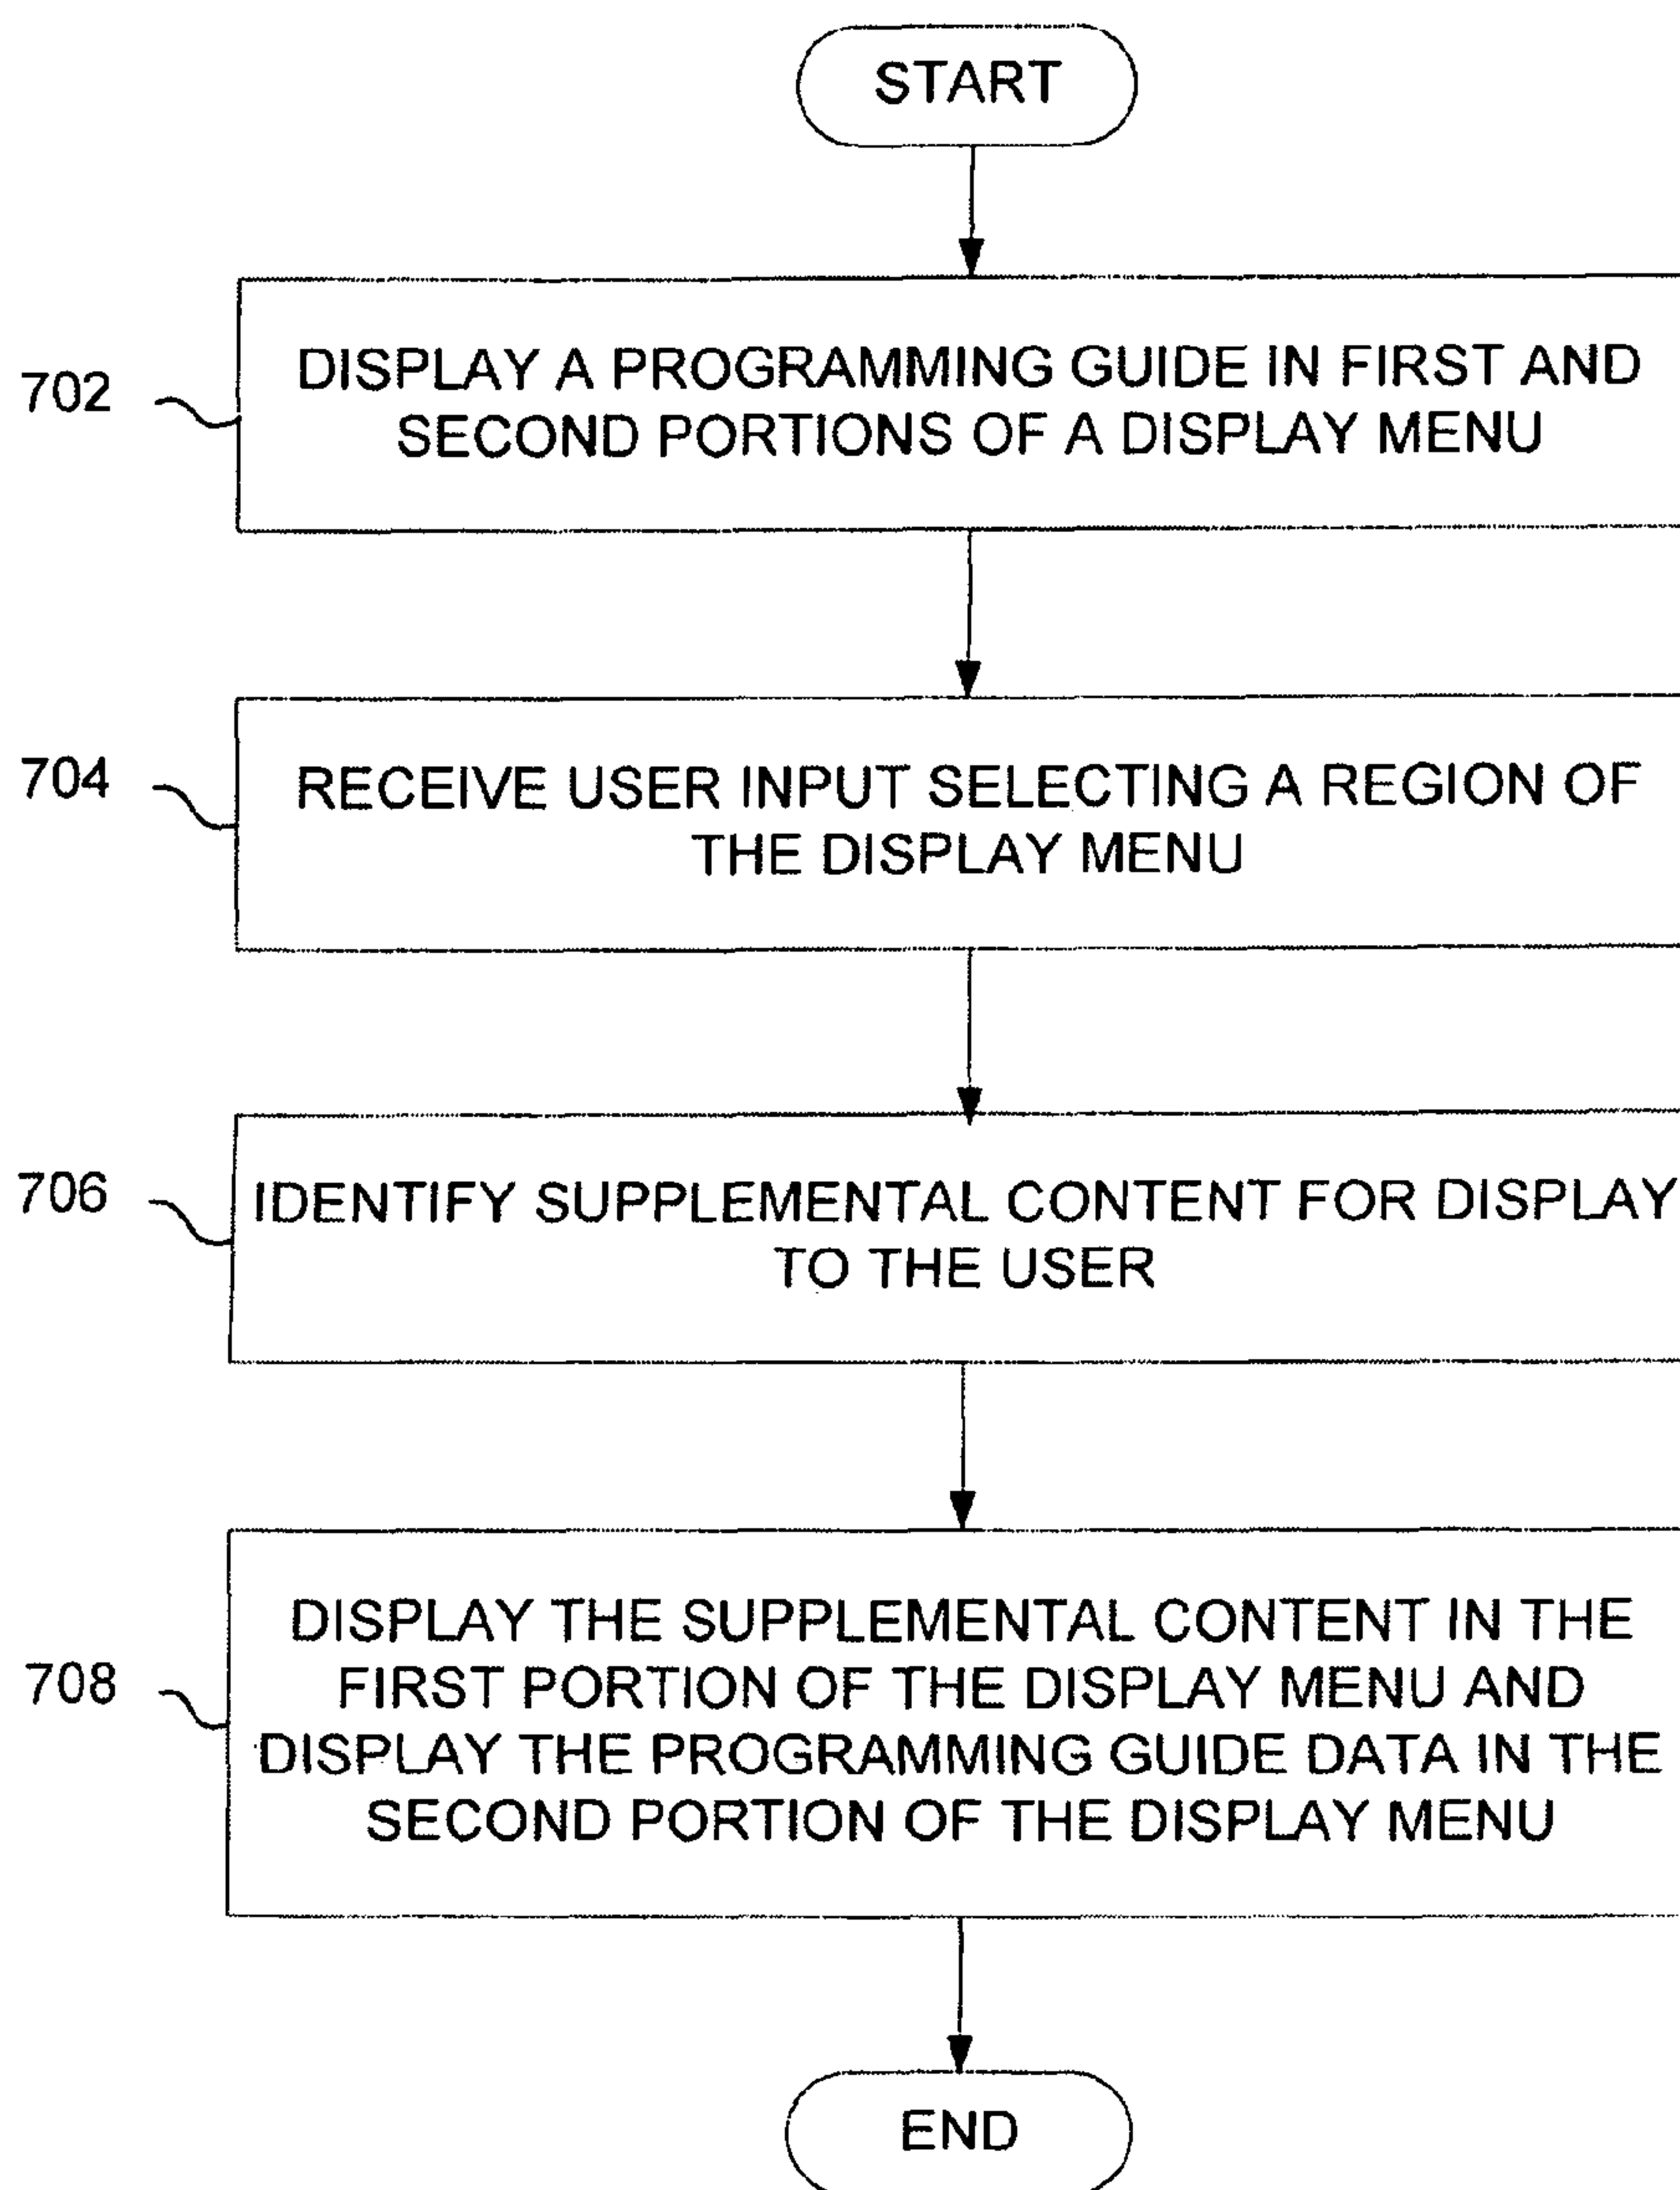 START
702
DISPLAY A PROGRAMMING GUIDE IN FIRST AND
SECOND PORTIONS OF A DISPLAY MENU
704
RECEIVE USER INPUT SELECTING A REGION OF
THE DISPLAY MENU
706
IDENTIFY SUPPLEMENTAL CONTENT FOR DISPLAY
TO THE USER
708
DISPLAY THE SUPPLEMENTAL CONTENT IN THE
FIRST PORTION OF THE DISPLAY MENU AND
DISPLAY THE PROGRAMMING GUIDE DATA IN THE
SECOND PORTION OF THE DISPLAY MENU
END